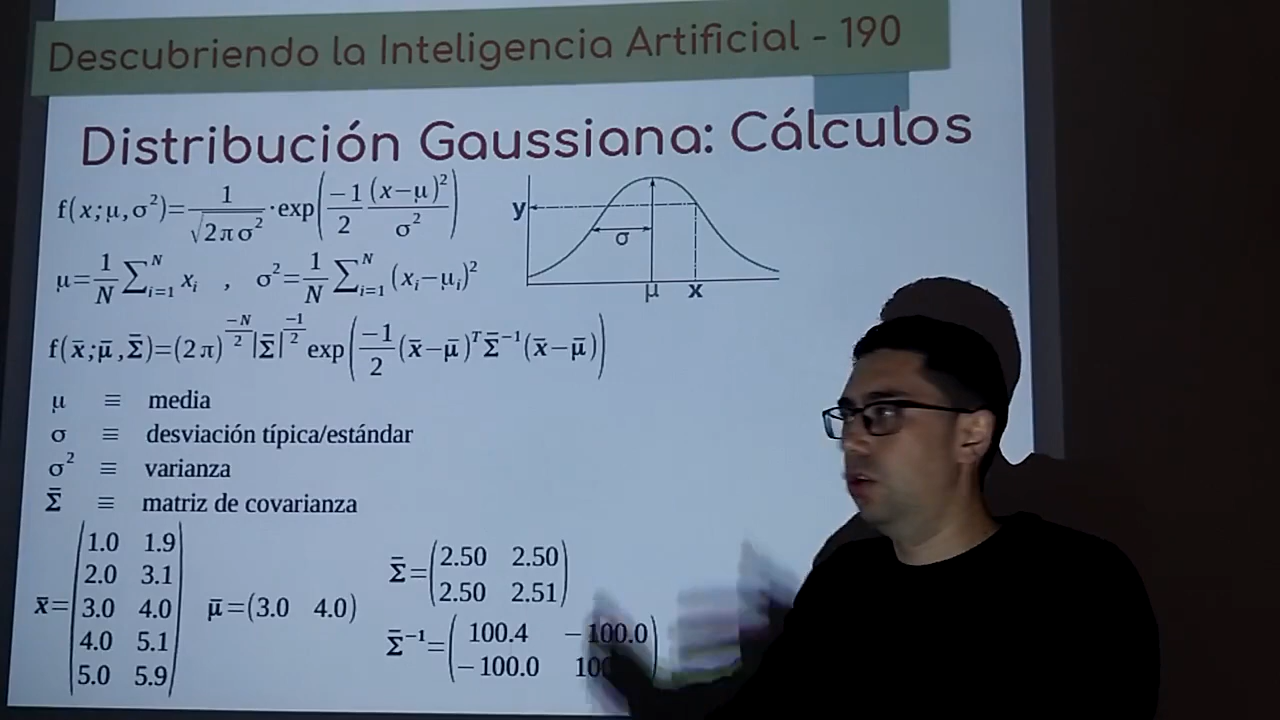 Descubriendo la Inteligencia Artificial - 190
Distribución Gaussiana: Cálculos
f(x;μ,σ²)=1/√(2πσ²)·exp(-1/2 (x-μ)²/σ²)
y
σ
μ x
μ=1/N ∑_{i=1}^{N} x_i , σ²=1/N ∑_{i=1}^{N} (x_i-μ_i)²
f(x̄;μ̄,Σ̄)=(2π)^{-N/2}|Σ̄|^{-1/2} exp(-1/2 (x̄-μ̄)^T Σ̄^{-1}(x̄-μ̄))
μ ≡ media
σ ≡ desviación típica/estándar
σ² ≡ varianza
Σ̄ ≡ matriz de covarianza
x̄=(1.0 1.9
2.0 3.1
3.0 4.0
4.0 5.1
5.0 5.9)
μ̄=(3.0 4.0)
Σ̄=(2.50 2.50
2.50 2.51)
Σ̄⁻¹=(100.4 -100.0
-100.0